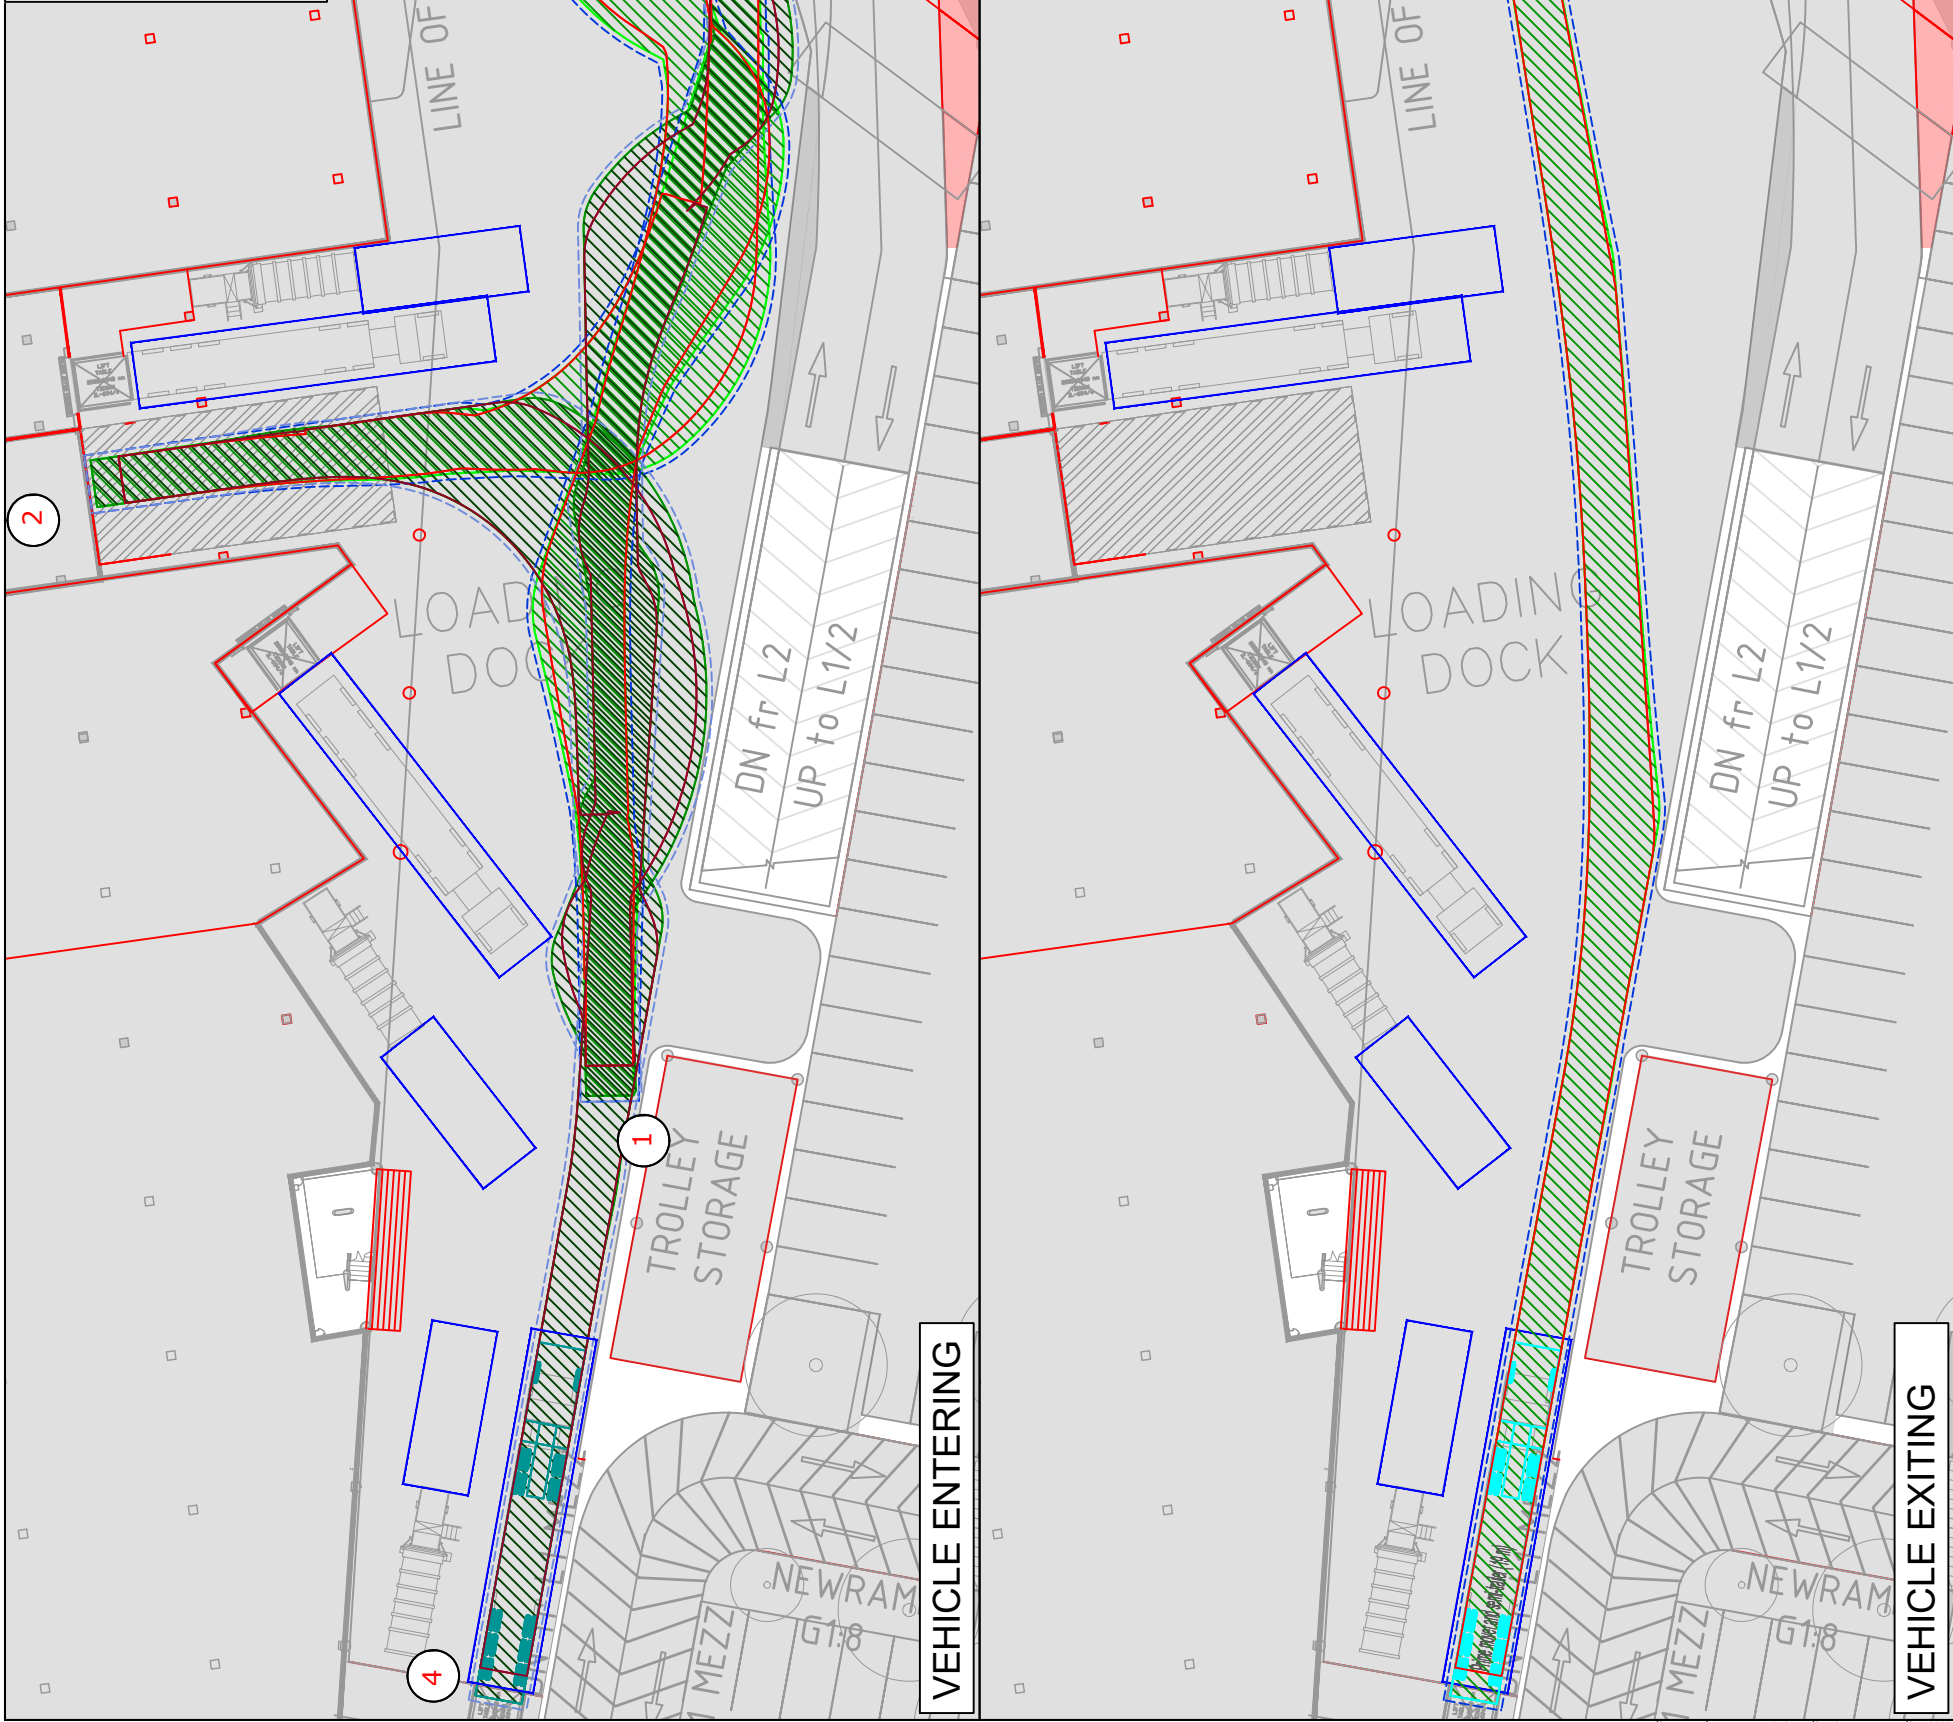 LINE OF
2
LOAD
DOC
DN fr L2
UP to L1/2
1
TROLLEY
STORAGE
4
NEWRAM
G1:8
MEZZ
VEHICLE ENTERING
LINE OF
LOADING
DOCK
DN fr L2
UP to L1/2
TROLLEY
STORAGE
NEWRAM
G1:8
MEZZ
VEHICLE EXITING